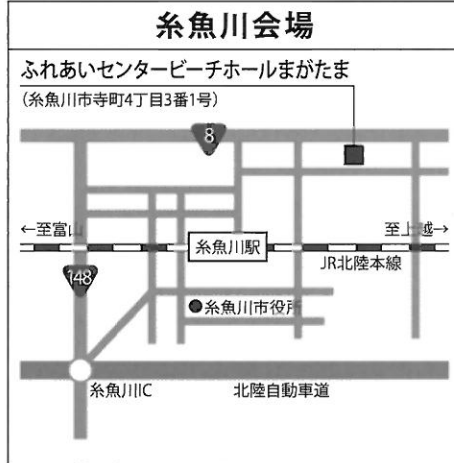 糸魚川会場
ふれあいセンタービーチホールまがたま
(糸魚川市寺町4丁目3番1号)
8
←至富山
至上越→
糸魚川駅
JR北陸本線
148
糸魚川市役所
糸魚川IC
北陸自動車道